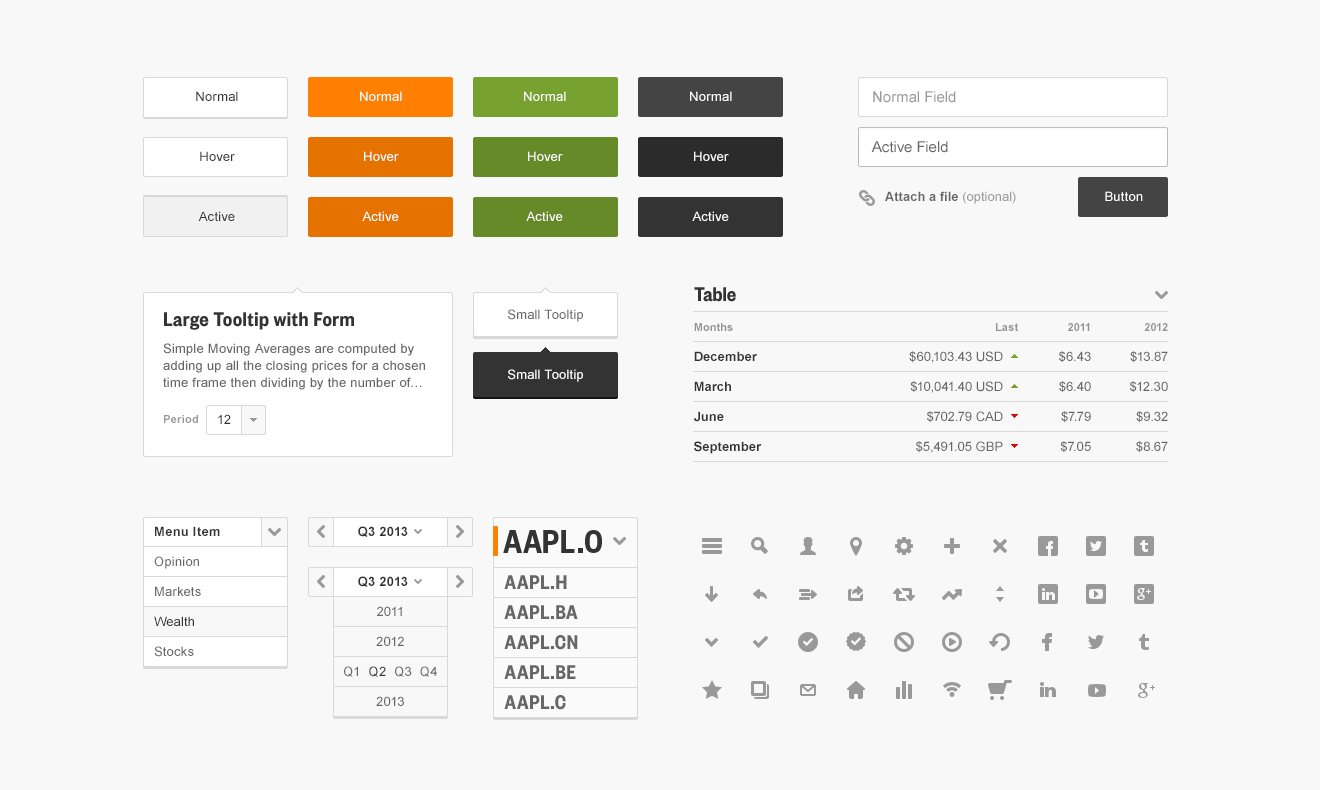 Normal Normal Normal Normal
Hover Hover Hover Hover
Active Active Active Active
Normal Field
Active Field
Attach a file (optional) Button
Large Tooltip with Form
Simple Moving Averages are computed by
adding up all the closing prices for a chosen
time frame then dividing by the number of...
Period 12
Small Tooltip
Small Tooltip
Table
Months Last 2011 2012
December $60,103.43 USD $6.43 $13.87
March $10,041.40 USD $6.40 $12.30
June $702.79 CAD $7.79 $9.32
September $5,491.05 GBP $7.05 $8.67
Menu Item
Opinion
Markets
Wealth
Stocks
Q3 2013
Q3 2013
2011
2012
Q1 Q2 Q3 Q4
2013
AAPL.O
AAPL.H
AAPL.BA
AAPL.CN
AAPL.BE
AAPL.C
f t
in g+
f t
in g+